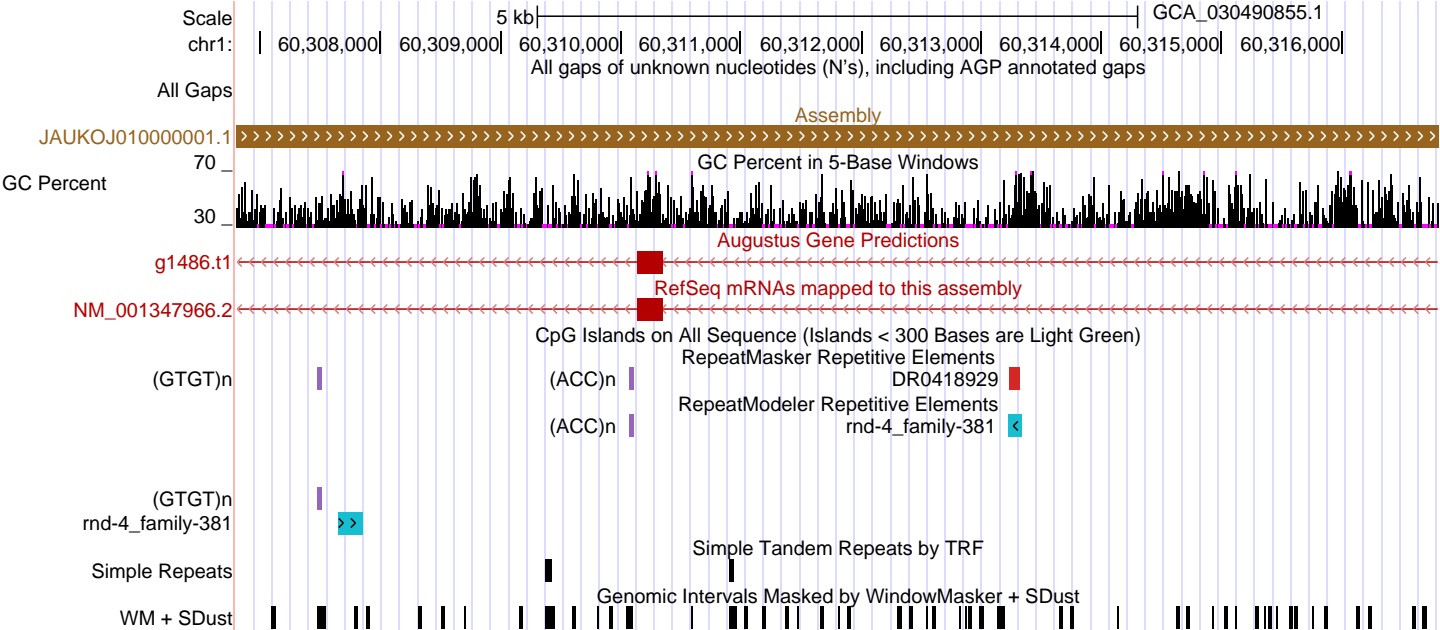 Scale 5 kb GCA_030490855.1
chr1: 60,308,000 60,309,000 60,310,000 60,311,000 60,312,000 60,313,000 60,314,000 60,315,000 60,316,000
All gaps of unknown nucleotides (N's), including AGP annotated gaps
All Gaps
Assembly
JAUKOJ010000001.1
70 _ GC Percent in 5-Base Windows
GC Percent
30 _
Augustus Gene Predictions
g1486.t1
RefSeq mRNAs mapped to this assembly
NM_001347966.2
CpG Islands on All Sequence (Islands < 300 Bases are Light Green)
RepeatMasker Repetitive Elements
(GTGT)n (ACC)n DR0418929
RepeatModeler Repetitive Elements
(ACC)n rnd-4_family-381
(GTGT)n
rnd-4_family-381
Simple Tandem Repeats by TRF
Simple Repeats
Genomic Intervals Masked by WindowMasker + SDust
WM + SDust